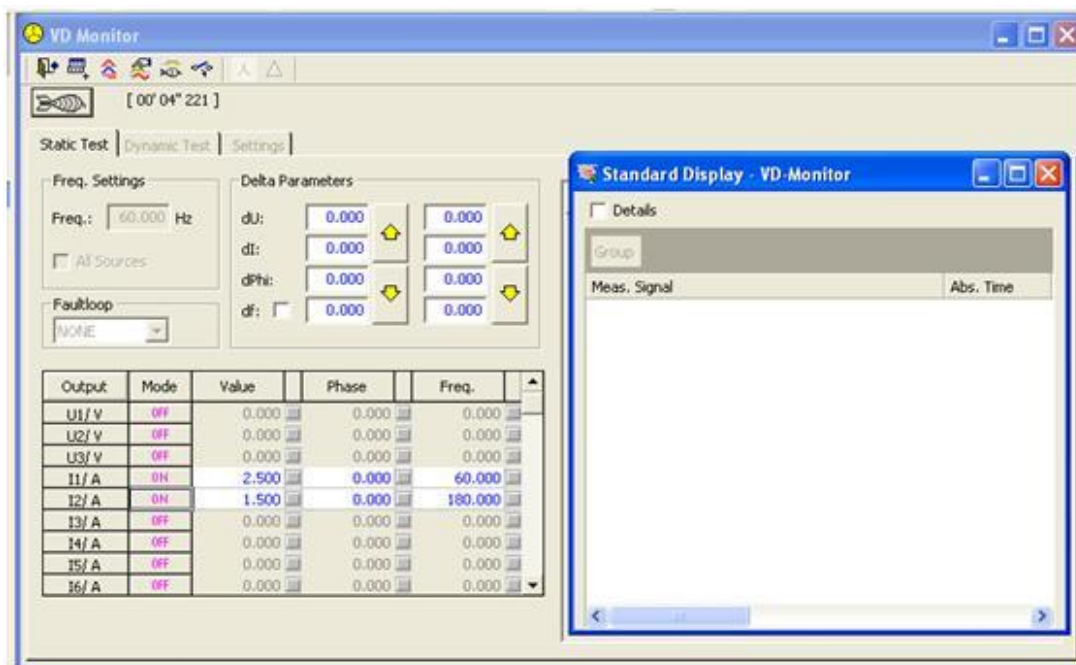 VD Monitor
[ 00' 04" 221 ]
Static Test Dynamic Test Settings
Freq. Settings
Freq.: 60.000 Hz
All Sources
Faultloop
NONE
Delta Parameters
dU: 0.000 0.000
dI: 0.000 0.000
dPhi: 0.000 0.000
df: 0.000 0.000
Output Mode Value Phase Freq.
U1/ V OFF 0.000 0.000 0.000
U2/ V OFF 0.000 0.000 0.000
U3/ V OFF 0.000 0.000 0.000
I1/ A ON 2.500 0.000 60.000
I2/ A ON 1.500 0.000 180.000
I3/ A OFF 0.000 0.000 0.000
I4/ A OFF 0.000 0.000 0.000
I5/ A OFF 0.000 0.000 0.000
I6/ A OFF 0.000 0.000 0.000
Standard Display - VD-Monitor
Details
Group
Meas. Signal Abs. Time